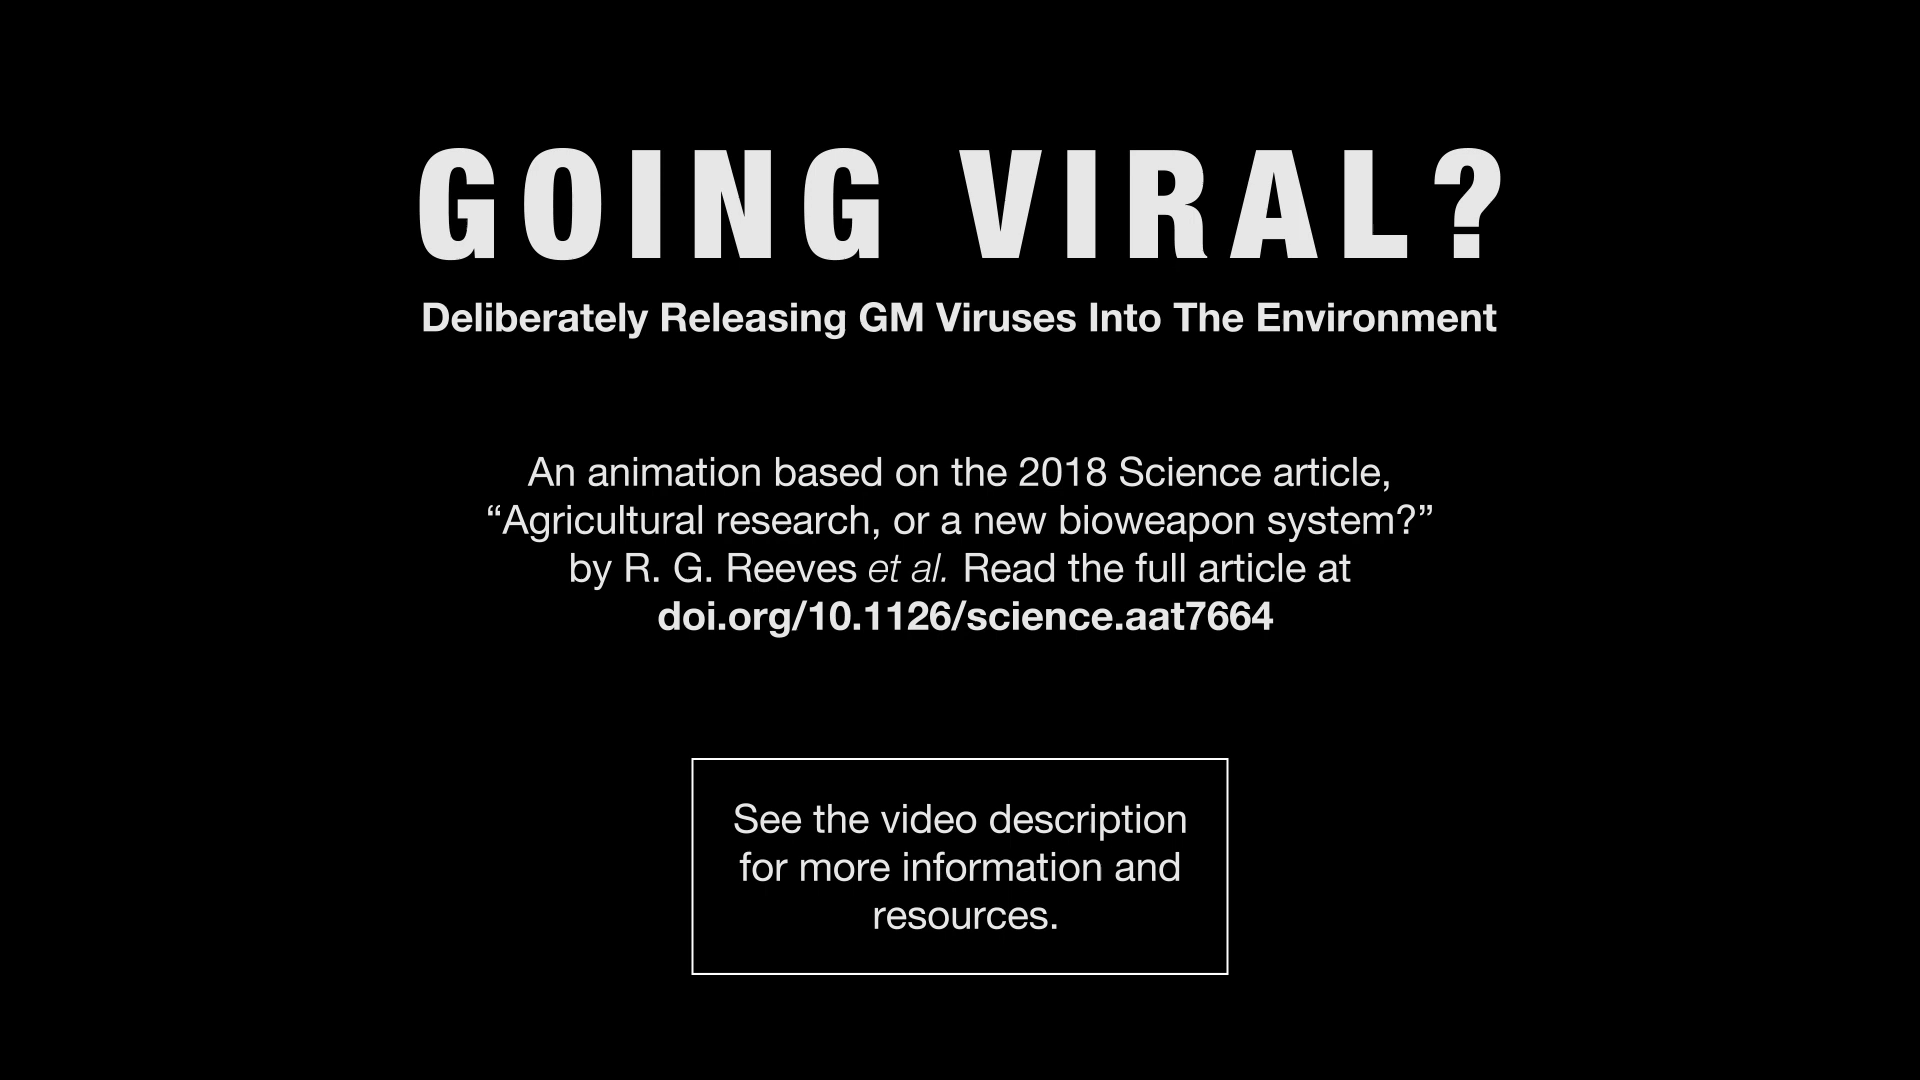 GOING VIRAL?
Deliberately Releasing GM Viruses Into The Environment
An animation based on the 2018 Science article,
“Agricultural research, or a new bioweapon system?”
by R. G. Reeves et al. Read the full article at
doi.org/10.1126/science.aat7664
See the video description
for more information and
resources.